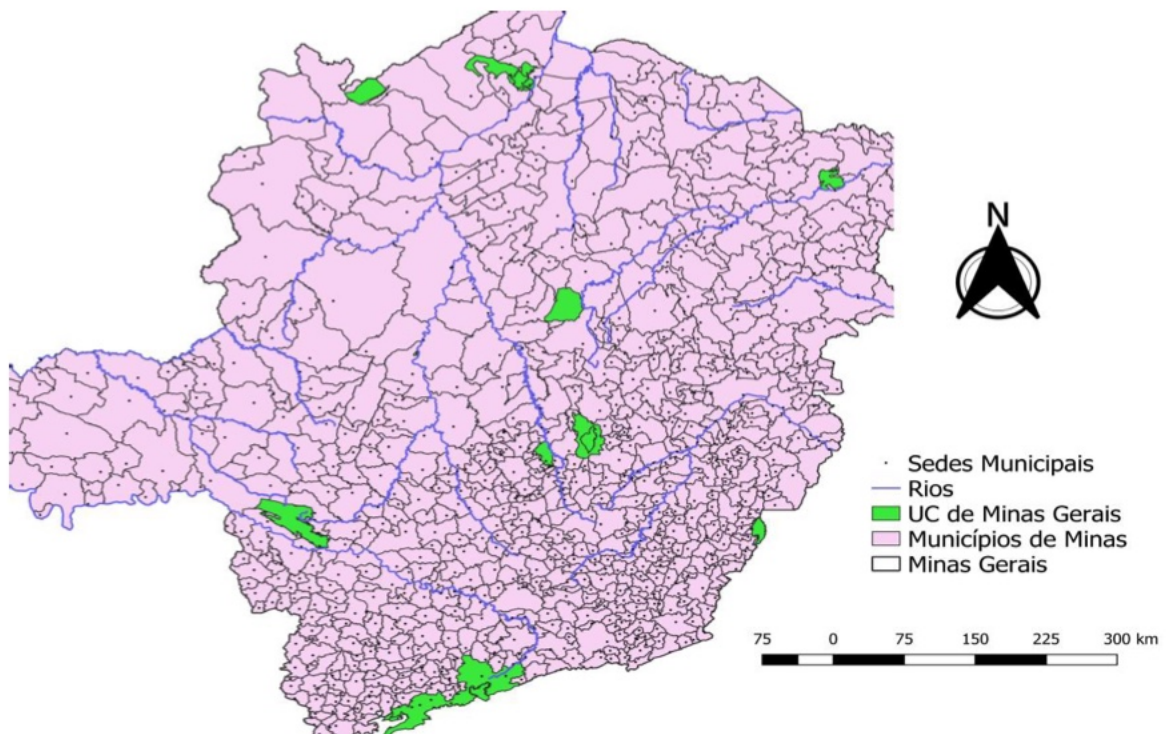 N
Sedes Municipais
Rios
UC de Minas Gerais
Municípios de Minas
Minas Gerais
75 0 75 150 225 300 km